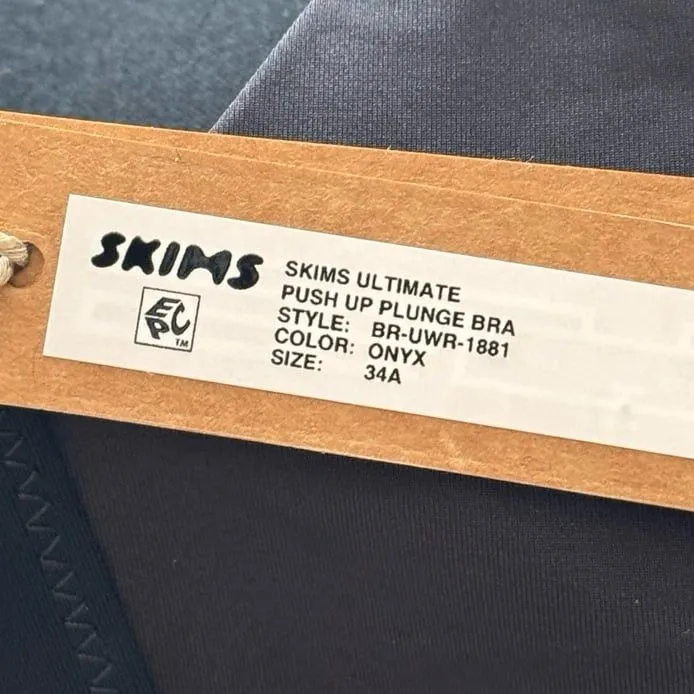 SKIMS
EPC
TM
SKIMS ULTIMATE
PUSH UP PLUNGE BRA
STYLE: BR-UWR-1881
COLOR: ONYX
SIZE: 34A